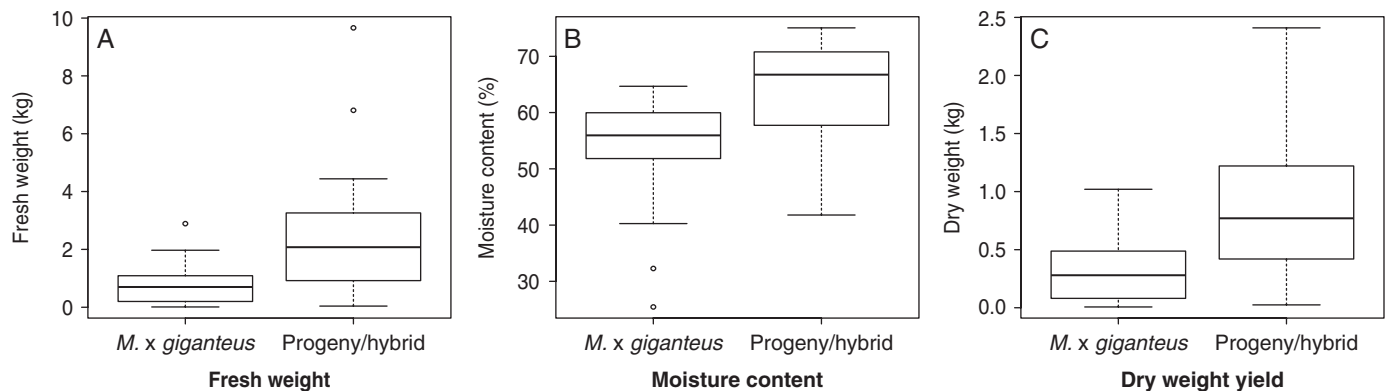 A
Fresh weight (kg)
10
8
6
4
2
0
M. x giganteus
Progeny/hybrid
Fresh weight
B
Moisture content (%)
70
60
50
40
30
M. x giganteus
Progeny/hybrid
Moisture content
C
Dry weight (kg)
2.5
2.0
1.5
1.0
0.5
0.0
M. x giganteus
Progeny/hybrid
Dry weight yield